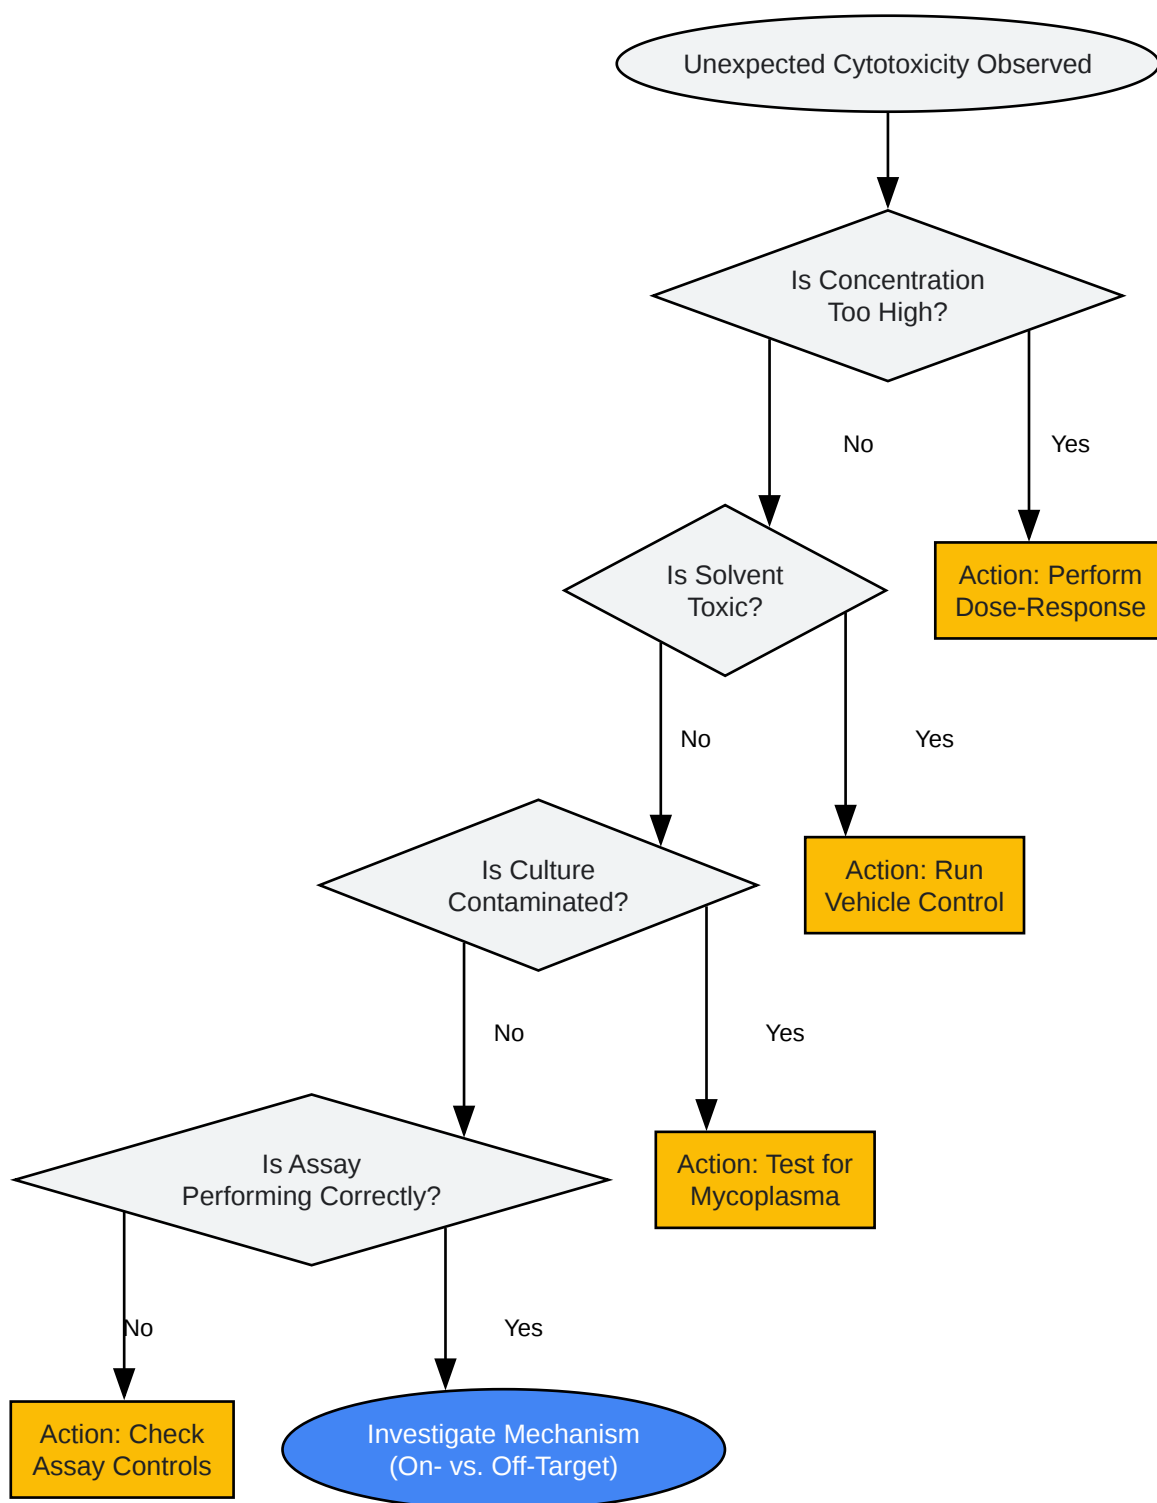 Unexpected Cytotoxicity Observed
Is Concentration
Too High?
No
Yes
Is Solvent
Toxic?
Action: Perform
Dose-Response
No
Yes
Is Culture
Contaminated?
Action: Run
Vehicle Control
No
Yes
Is Assay
Performing Correctly?
Action: Test for
Mycoplasma
No
Yes
Action: Check
Assay Controls
Investigate Mechanism
(On- vs. Off-Target)